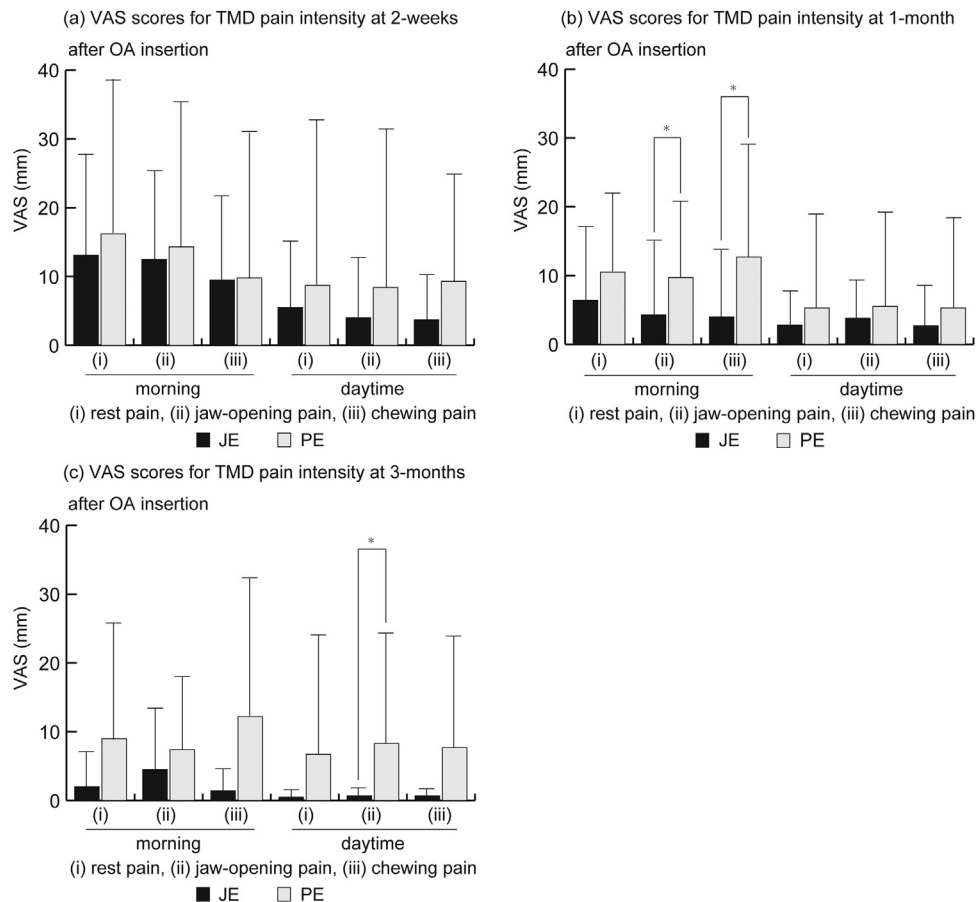 (a) VAS scores for TMD pain intensity at 2-weeks
after OA insertion
40
30
20
10
0
VAS (mm)
(i) (ii) (iii) (i) (ii) (iii)
morning daytime
(i) rest pain, (ii) jaw-opening pain, (iii) chewing pain
JE PE
(b) VAS scores for TMD pain intensity at 1-month
after OA insertion
40
30
20
10
0
VAS (mm)
* *
(i) (ii) (iii) (i) (ii) (iii)
morning daytime
(i) rest pain, (ii) jaw-opening pain, (iii) chewing pain
JE PE
(c) VAS scores for TMD pain intensity at 3-months
after OA insertion
40
30
20
10
0
VAS (mm)
*
(i) (ii) (iii) (i) (ii) (iii)
morning daytime
(i) rest pain, (ii) jaw-opening pain, (iii) chewing pain
JE PE